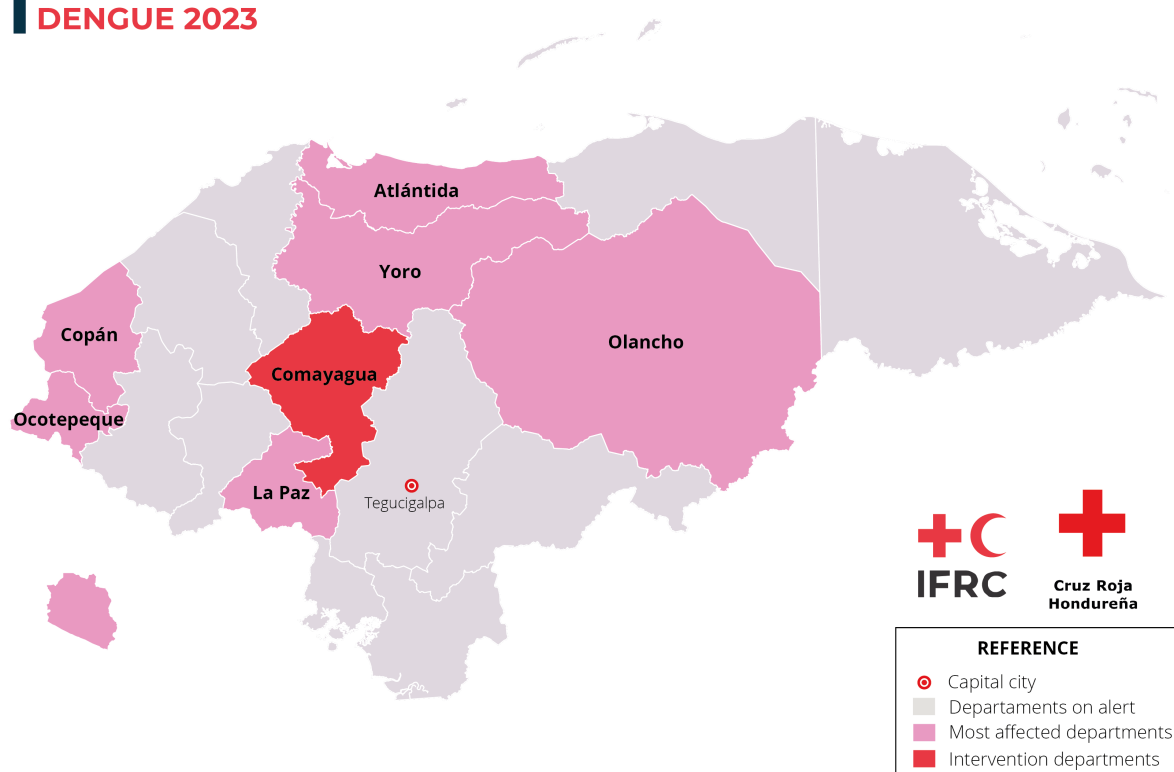 DENGUE 2023
Atlántida
Yoro
Copán
Olancho
Comayagua
Ocotepeque
La Paz
Tegucigalpa
IFRC
Cruz Roja
Hondureña
REFERENCE
Capital city
Departaments on alert
Most affected departments
Intervention departments